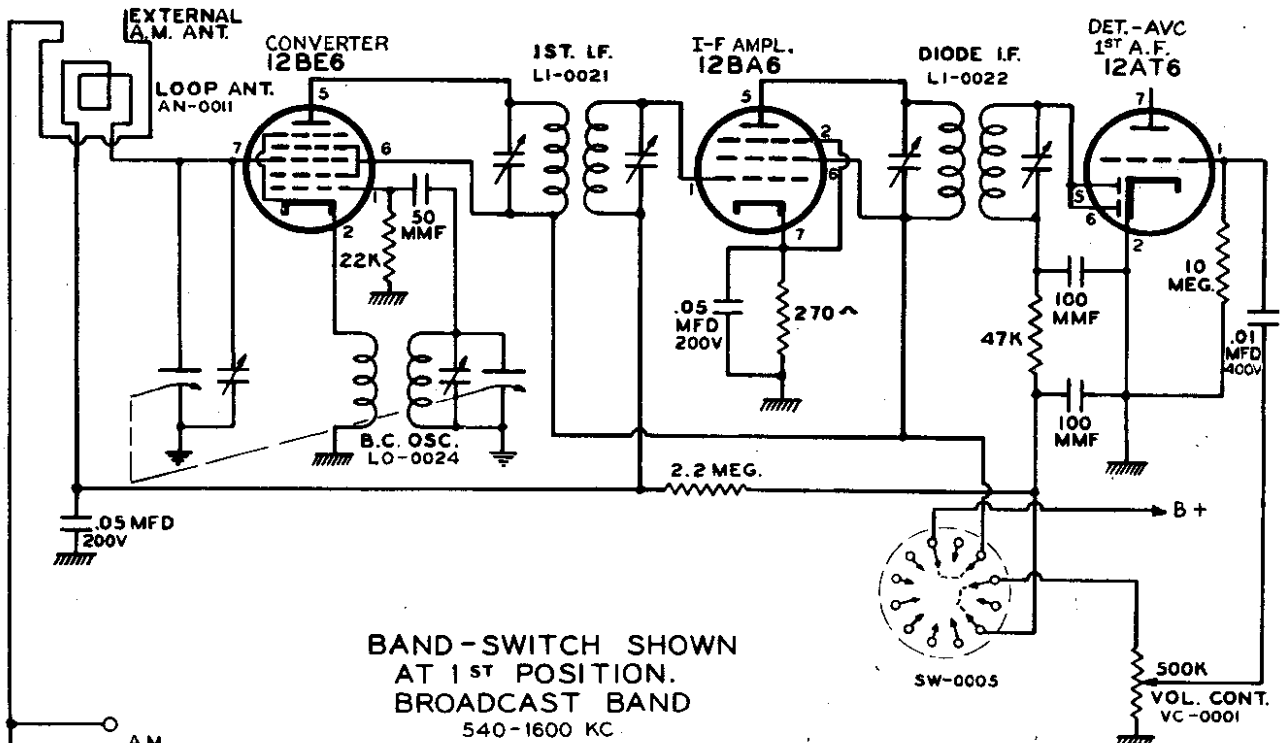 EXTERNAL
A.M. ANT.
LOOP ANT.
AN-0011
CONVERTER
12BE6
5
7
6
1
2
50
MMF
22K
1ST. I.F.
LI-0021
I-F AMPL.
12BA6
5
2
6
1
7
.05
MFD
200V
270
DIODE I.F.
LI-0022
DET.-AVC
1ST A.F.
12AT6
7
1
5
6
2
10
MEG.
.01
MFD
400V
100
MMF
47K
100
MMF
B.C. OSC.
LO-0024
2.2 MEG.
.05 MFD
200V
B +
SW-0005
500K
VOL. CONT.
VC-0001
BAND-SWITCH SHOWN
AT 1ST POSITION.
BROADCAST BAND
540-1600 KC
A.M.